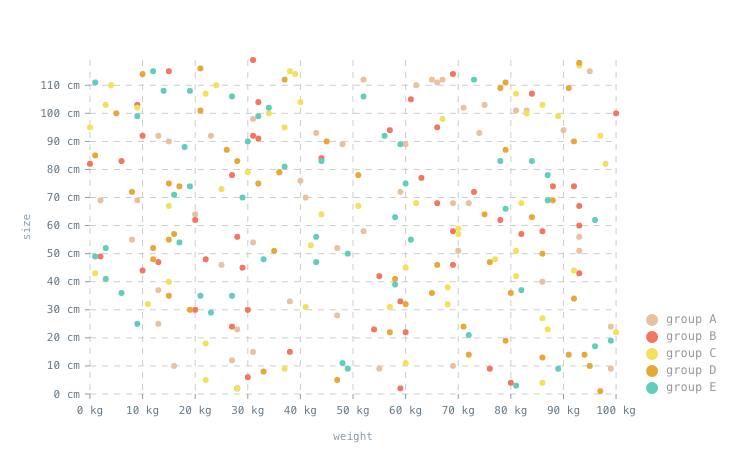 110 cm
100 cm
90 cm
80 cm
70 cm
60 cm
50 cm
40 cm
30 cm
20 cm
10 cm
0 cm
size
0 kg 10 kg 20 kg 30 kg 40 kg 50 kg 60 kg 70 kg 80 kg 90 kg 100 kg
weight
group A
group B
group C
group D
group E